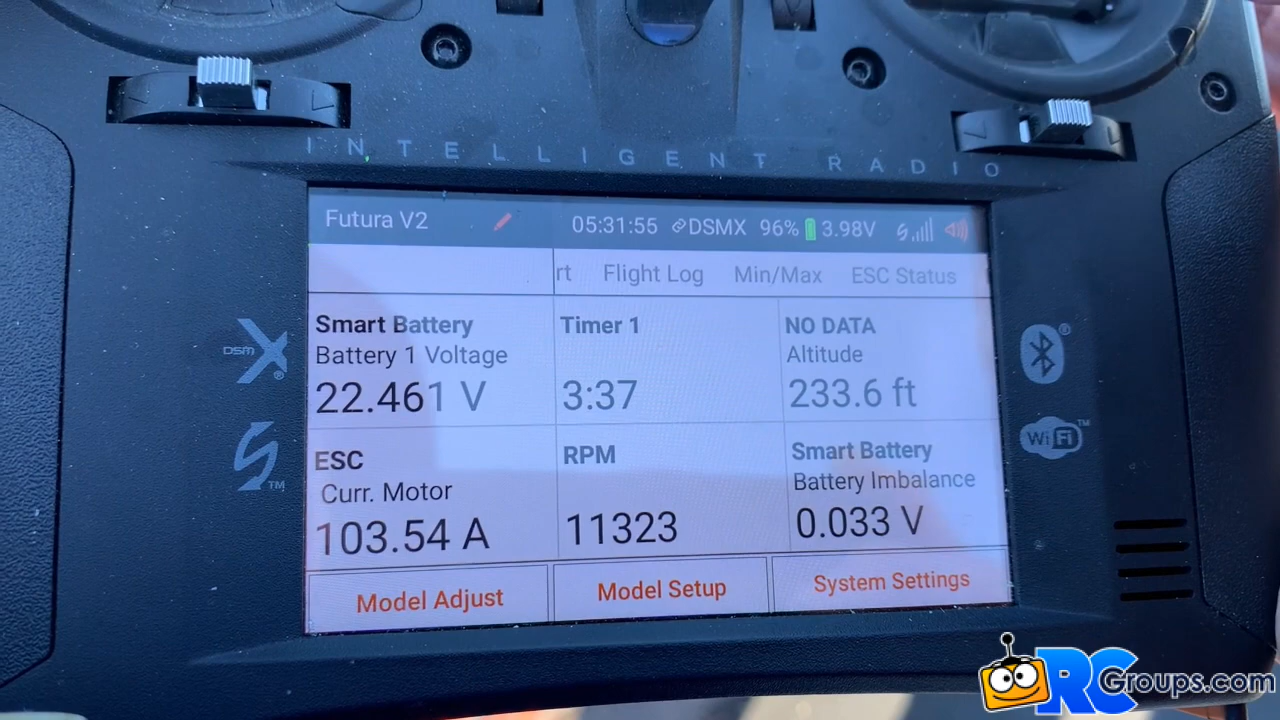 INTELLIGENT RADIO
Futura V2 05:31:55 DSMX 96% 3.98V
rt Flight Log Min/Max ESC Status
Smart Battery
Battery 1 Voltage
22.461 V
Timer 1
3:37
NO DATA
Altitude
233.6 ft
ESC
Curr. Motor
103.54 A
RPM
11323
Smart Battery
Battery Imbalance
0.033 V
Model Adjust Model Setup System Settings
DSMX®
™
®
WiFi™
RCGroups.com